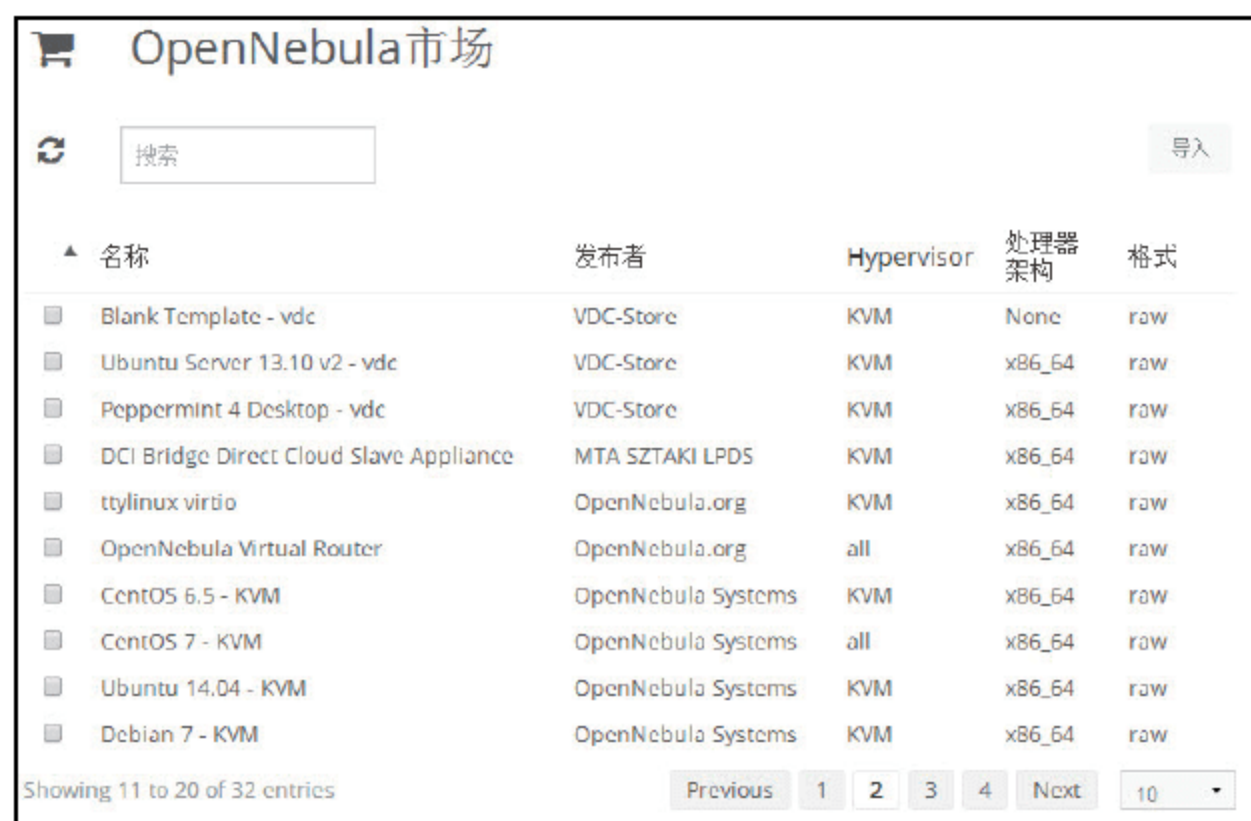 OpenNebula市场
搜索
导入
名称 发布者 Hypervisor 处理器架构 格式
Blank Template - vdc VDC-Store KVM None raw
Ubuntu Server 13.10 v2 - vdc VDC-Store KVM x86_64 raw
Peppermint 4 Desktop - vdc VDC-Store KVM x86_64 raw
DCI Bridge Direct Cloud Slave Appliance MTA SZTAKI LPDS KVM x86_64 raw
ttylinux virtio OpenNebula.org KVM x86_64 raw
OpenNebula Virtual Router OpenNebula.org all x86_64 raw
CentOS 6.5 - KVM OpenNebula Systems KVM x86_64 raw
CentOS 7 - KVM OpenNebula Systems all x86_64 raw
Ubuntu 14.04 - KVM OpenNebula Systems KVM x86_64 raw
Debian 7 - KVM OpenNebula Systems KVM x86_64 raw
Showing 11 to 20 of 32 entries Previous 1 2 3 4 Next 10